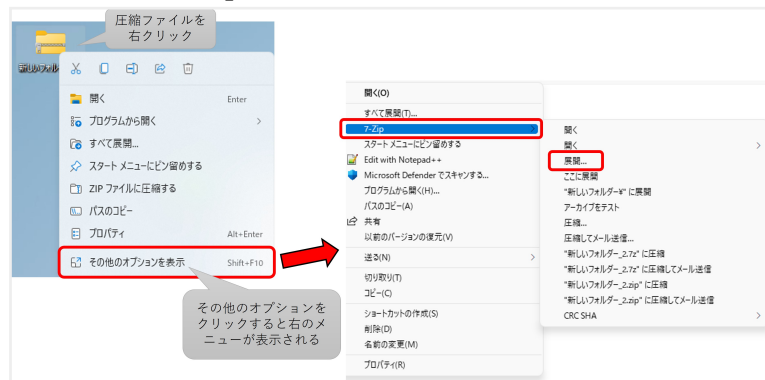 圧縮ファイルを
右クリック
開く Enter
プログラムから開く
すべて展開...
スタート メニューにピン留めする
ZIP ファイルに圧縮する
パスのコピー
プロパティ Alt+Enter
その他のオプションを表示 Shift+F10
その他のオプションを
クリックすると右のメ
ニューが表示される
開く(O)
すべて展開(T)...
7-Zip
スタート メニューにピン留めする
Edit with Notepad++
Microsoft Defender でスキャンする...
プログラムから開く(H)...
パスのコピー(A)
共有
以前のバージョンの復元(V)
送る(N)
切り取り(T)
コピー(C)
ショートカットの作成(S)
削除(D)
名前の変更(M)
プロパティ(R)
開く
開く
展開...
ここに展開
"新しいフォルダー¥" に展開
アーカイブをテスト
圧縮...
圧縮してメール送信...
"新しいフォルダー_2.7z" に圧縮
"新しいフォルダー_2.7z" に圧縮してメール送信
"新しいフォルダー_2.zip" に圧縮
"新しいフォルダー_2.zip" に圧縮してメール送信
CRC SHA